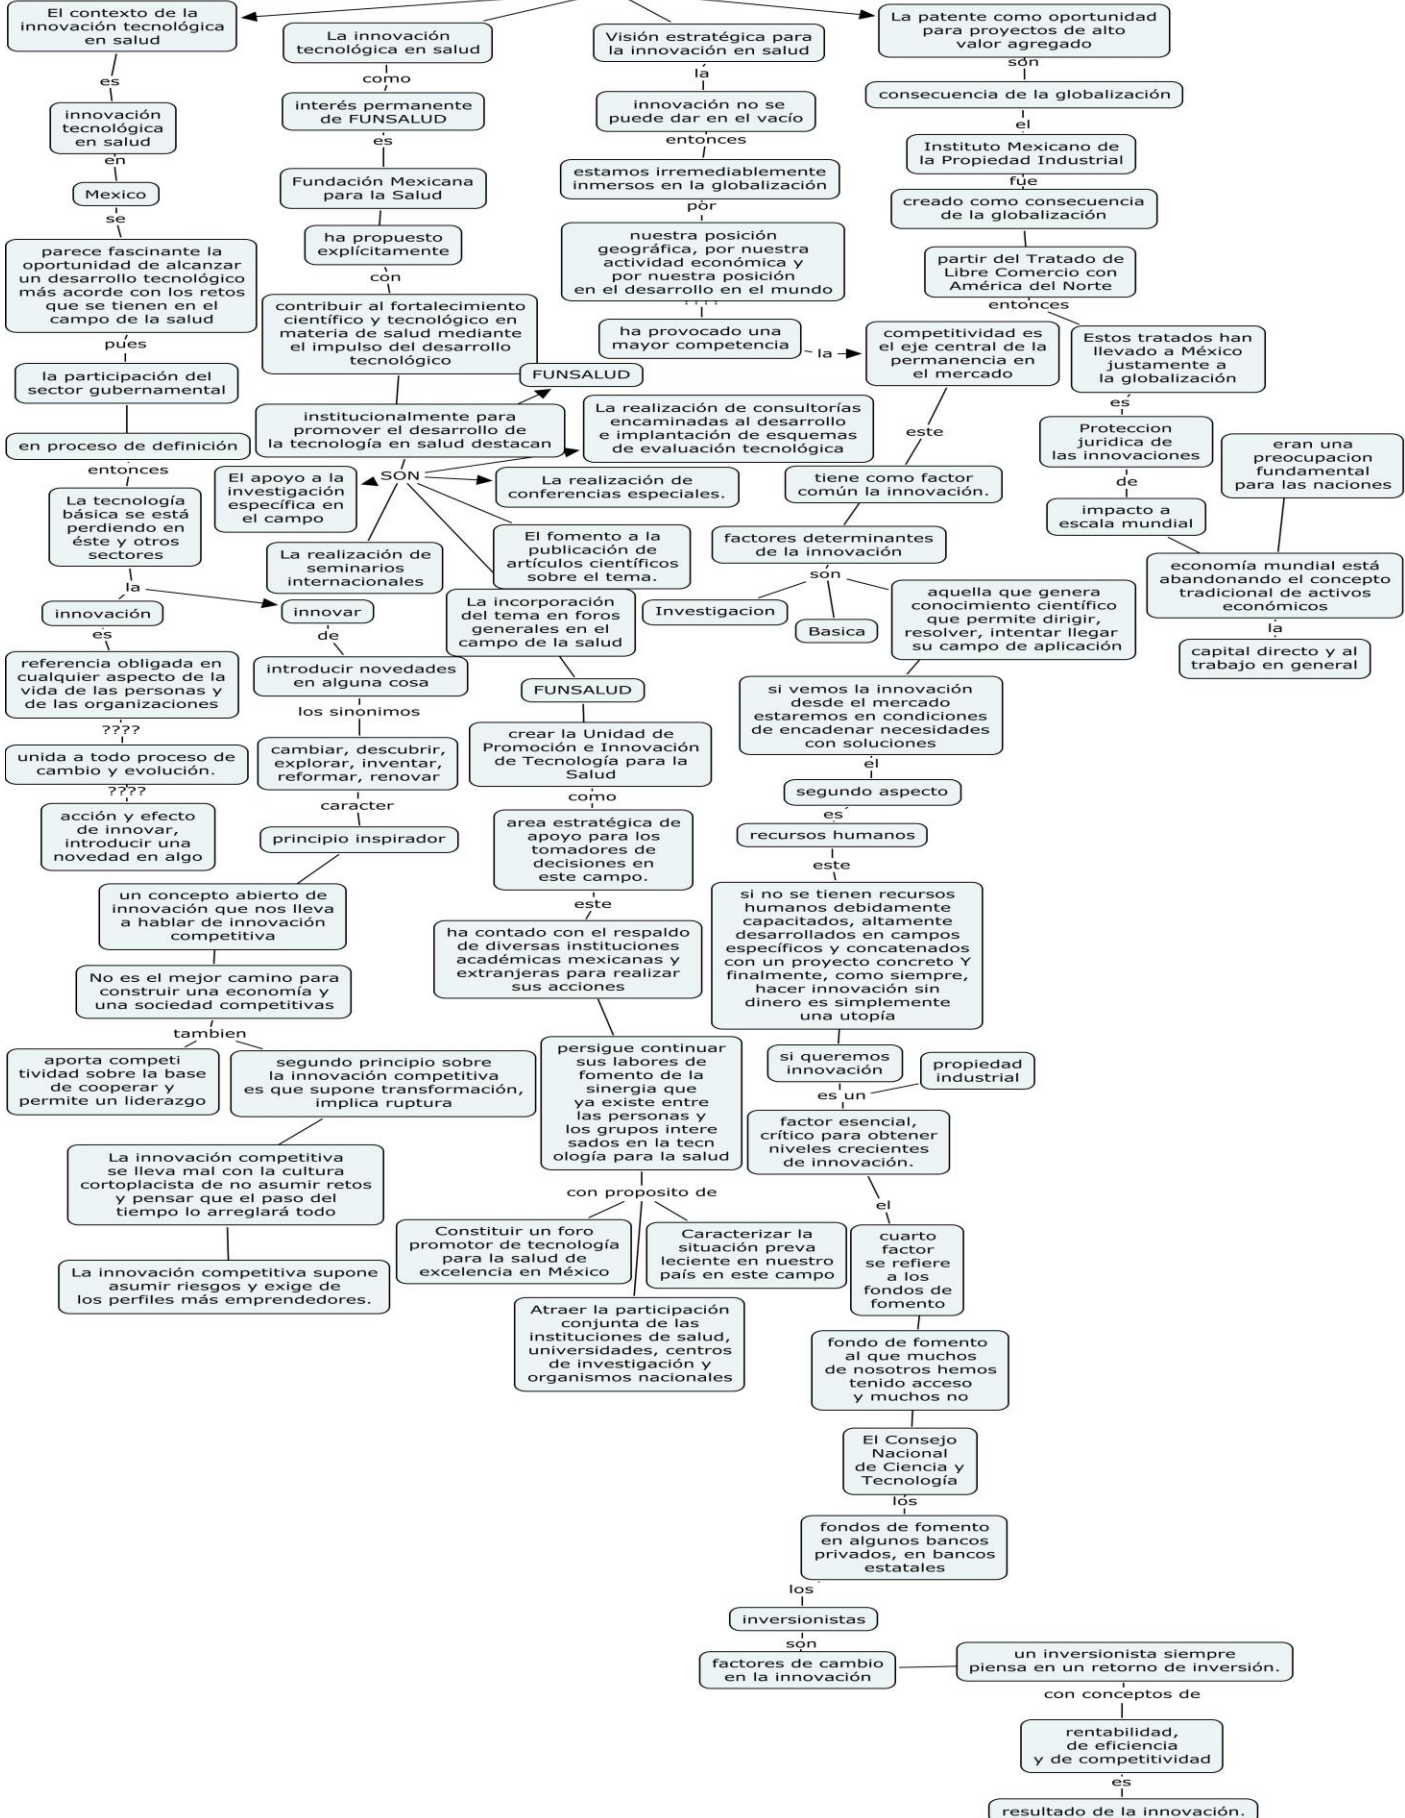 El contexto de la
innovación tecnológica
en salud
es
innovación
tecnológica
en salud
en
Mexico
se
parece fascinante la
oportunidad de alcanzar
un desarrollo tecnológico
más acorde con los retos
que se tienen en el
campo de la salud
pues
la participación del
sector gubernamental
en proceso de definición
entonces
La tecnología
básica se está
perdiendo en
éste y otros
sectores
la
innovación
es
referencia obligada en
cualquier aspecto de la
vida de las personas y
de las organizaciones
????
unida a todo proceso de
cambio y evolución.
????
acción y efecto
de innovar,
introducir una
novedad en algo
innovar
de
introducir novedades
en alguna cosa
los sinonimos
cambiar, descubrir,
explorar, inventar,
reformar, renovar
caracter
principio inspirador
un concepto abierto de
innovación que nos lleva
a hablar de innovación
competitiva
No es el mejor camino para
construir una economía y
una sociedad competitivas
tambien
aporta competi
tividad sobre la base
de cooperar y
permite un liderazgo
segundo principio sobre
la innovación competitiva
es que supone transformación,
implica ruptura
La innovación competitiva
se lleva mal con la cultura
cortoplacista de no asumir retos
y pensar que el paso del
tiempo lo arreglará todo
La innovación competitiva supone
asumir riesgos y exige de
los perfiles más emprendedores.
La innovación
tecnológica en salud
como
interés permanente
de FUNSALUD
es
Fundación Mexicana
para la Salud
ha propuesto
explícitamente
con
contribuir al fortalecimiento
científico y tecnológico en
materia de salud mediante
el impulso del desarrollo
tecnológico
institucionalmente para
promover el desarrollo de
la tecnología en salud destacan
FUNSALUD
SON
El apoyo a la
investigación
específica en
el campo
La realización de consultorías
encaminadas al desarrollo
e implantación de esquemas
de evaluación tecnológica
La realización de
conferencias especiales.
La realización de
seminarios
internacionales
El fomento a la
publicación de
artículos científicos
sobre el tema.
La incorporación
del tema en foros
generales en el
campo de la salud
FUNSALUD
crear la Unidad de
Promoción e Innovación
de Tecnología para la
Salud
como
area estratégica de
apoyo para los
tomadores de
decisiones en
este campo.
este
ha contado con el respaldo
de diversas instituciones
académicas mexicanas y
extranjeras para realizar
sus acciones
persigue continuar
sus labores de
fomento de la
sinergia que
ya existe entre
las personas y
los grupos intere
sados en la tecn
ología para la salud
con proposito de
Constituir un foro
promotor de tecnología
para la salud de
excelencia en México
Caracterizar la
situación preva
leciente en nuestro
país en este campo
Atraer la participación
conjunta de las
instituciones de salud,
universidades, centros
de investigación y
organismos nacionales
Visión estratégica para
la innovación en salud
la
innovación no se
puede dar en el vacío
entonces
estamos irremediablemente
inmersos en la globalización
por
nuestra posición
geográfica, por nuestra
actividad económica y
por nuestra posición
en el desarrollo en el mundo
ha provocado una
mayor competencia
la
competitividad es
el eje central de la
permanencia en
el mercado
este
tiene como factor
común la innovación.
factores determinantes
de la innovación
son
Investigacion
Basica
aquella que genera
conocimiento científico
que permite dirigir,
resolver, intentar llegar
su campo de aplicación
si vemos la innovación
desde el mercado
estaremos en condiciones
de encadenar necesidades
con soluciones
el
segundo aspecto
es
recursos humanos
este
si no se tienen recursos
humanos debidamente
capacitados, altamente
desarrollados en campos
específicos y concatenados
con un proyecto concreto Y
finalmente, como siempre,
hacer innovación sin
dinero es simplemente
una utopía
si queremos
innovación
propiedad
industrial
es un
factor esencial,
crítico para obtener
niveles crecientes
de innovación.
el
cuarto
factor
se refiere
a los
fondos de
fomento
fondo de fomento
al que muchos
de nosotros hemos
tenido acceso
y muchos no
El Consejo
Nacional
de Ciencia y
Tecnología
los
fondos de fomento
en algunos bancos
privados, en bancos
estatales
los
inversionistas
son
factores de cambio
en la innovación
un inversionista siempre
piensa en un retorno de inversión.
con conceptos de
rentabilidad,
de eficiencia
y de competitividad
es
resultado de la innovación.
La patente como oportunidad
para proyectos de alto
valor agregado
son
consecuencia de la globalización
el
Instituto Mexicano de
la Propiedad Industrial
fue
creado como consecuencia
de la globalización
partir del Tratado de
Libre Comercio con
América del Norte
entonces
Estos tratados han
llevado a México
justamente a
la globalización
es
Proteccion
juridica de
las innovaciones
de
impacto a
escala mundial
eran una
preocupacion
fundamental
para las naciones
economía mundial está
abandonando el concepto
tradicional de activos
económicos
la
capital directo y al
trabajo en general